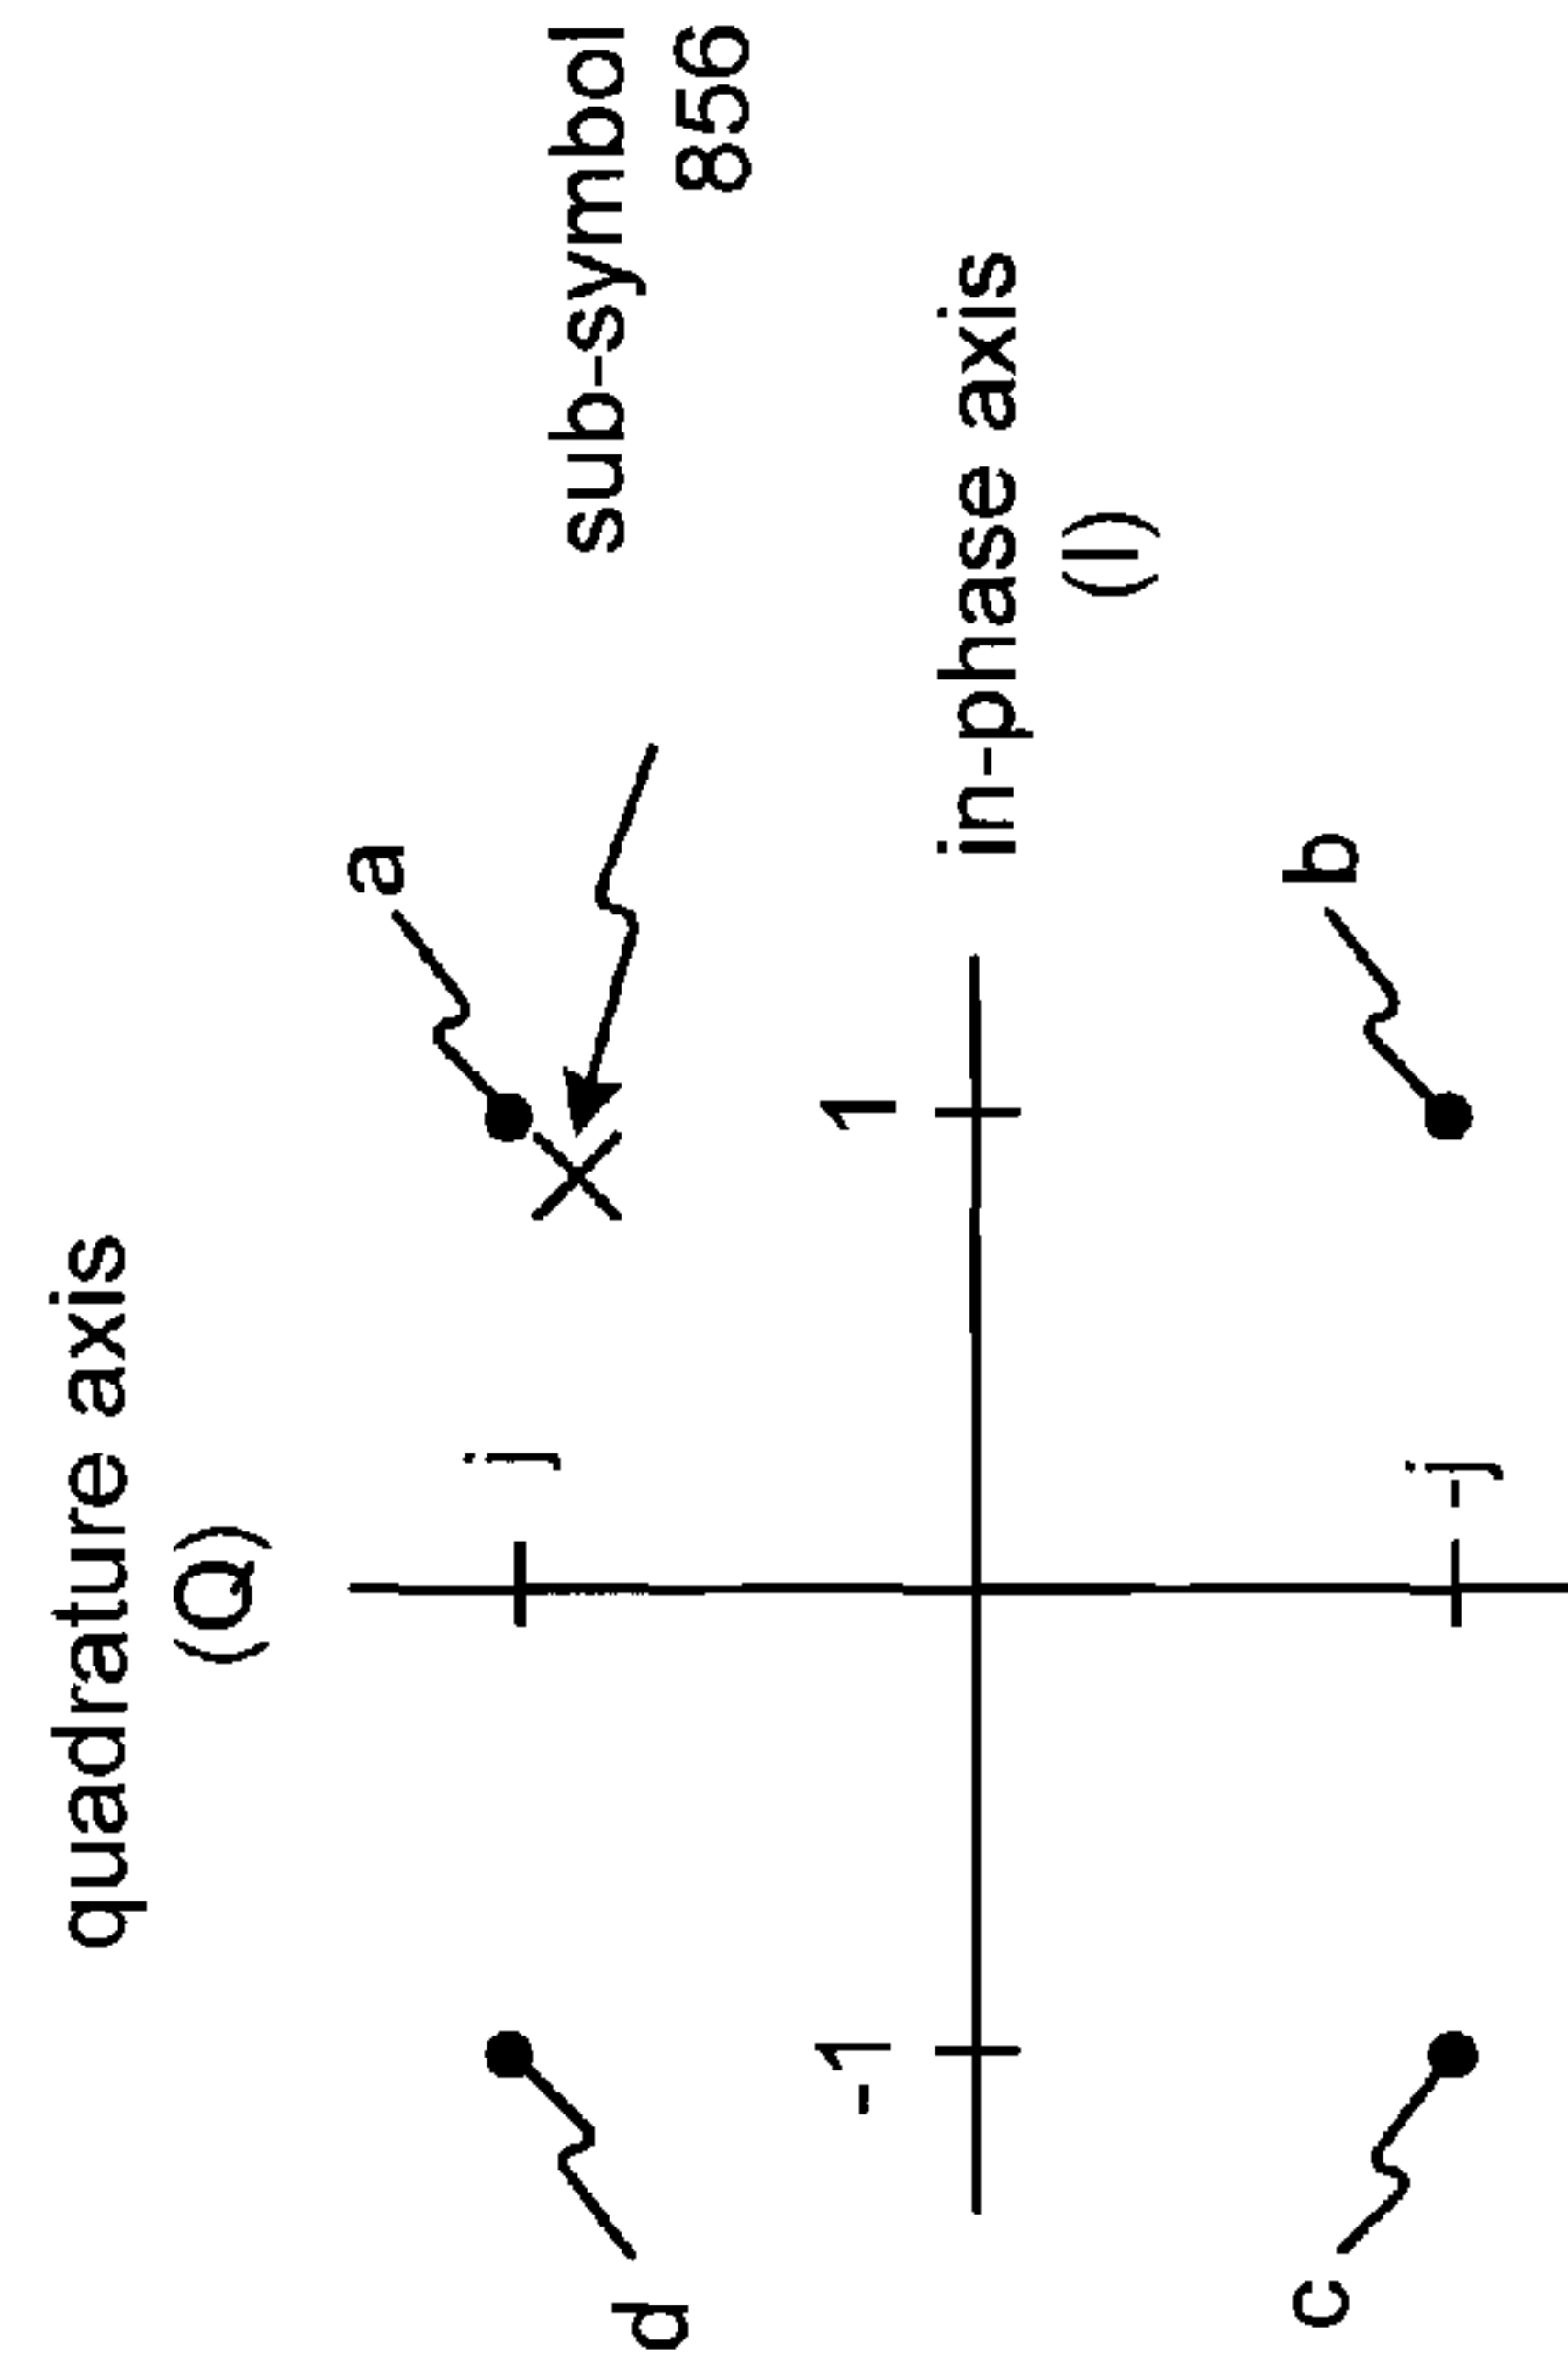 quadrature axis
(Q)
a
j
sub-symbol
856
d
1
-1
in-phase axis
(I)
b
-j
c